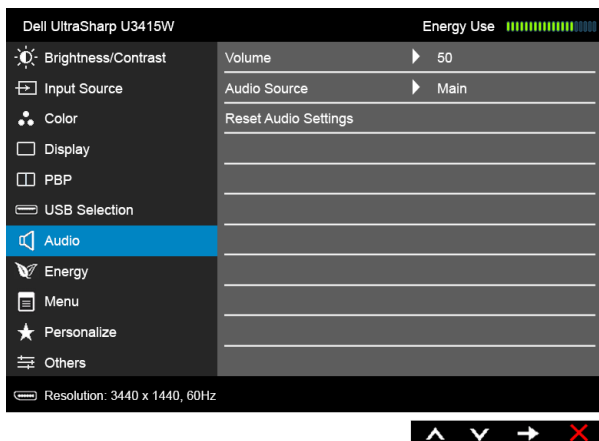 Dell UltraSharp U3415W
Energy Use
Brightness/Contrast
Volume 50
Input Source
Audio Source Main
Color
Reset Audio Settings
Display
PBP
USB Selection
Audio
Energy
Menu
Personalize
Others
Resolution: 3440 x 1440, 60Hz